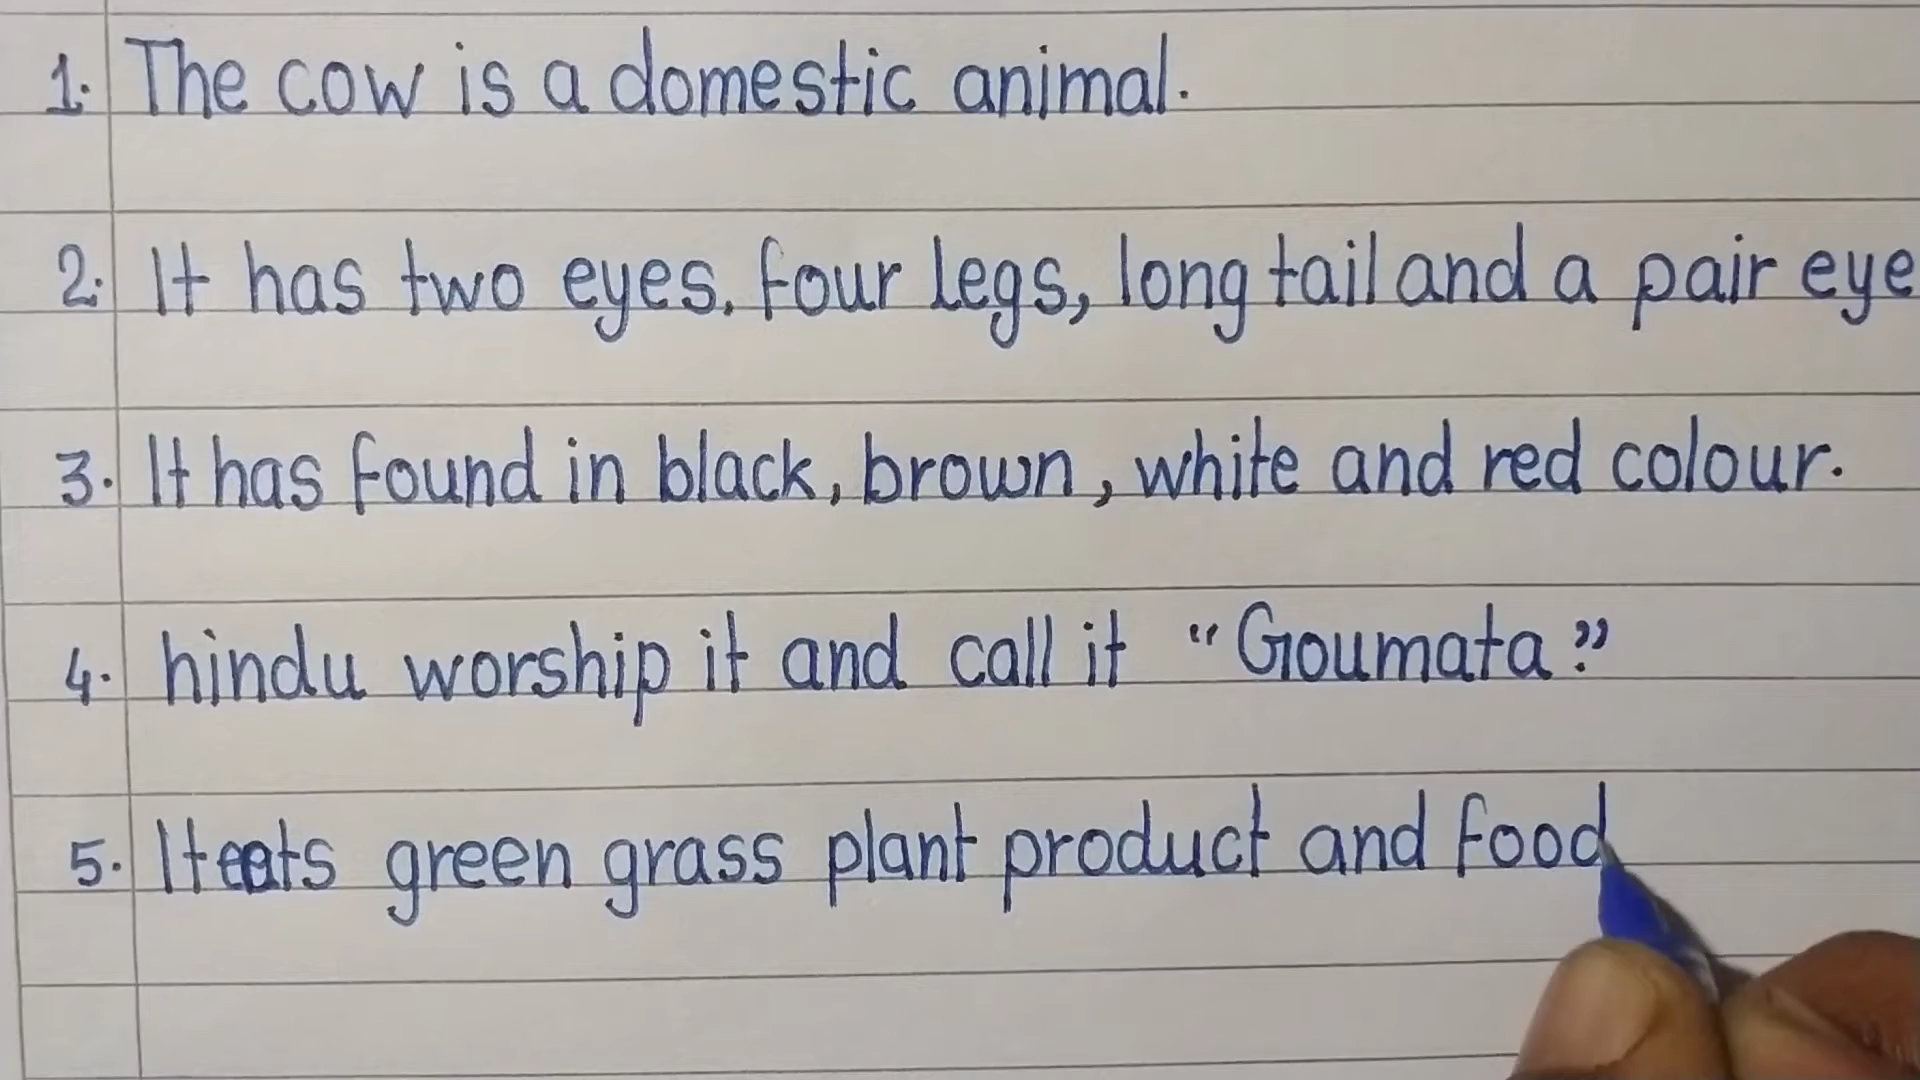 1. The cow is a domestic animal.
2. It has two eyes, four legs, long tail and a pair eye
3. It has found in black, brown, white and red colour.
4. hindu worship it and call it "Goumata."
5. It eats green grass plant product and food